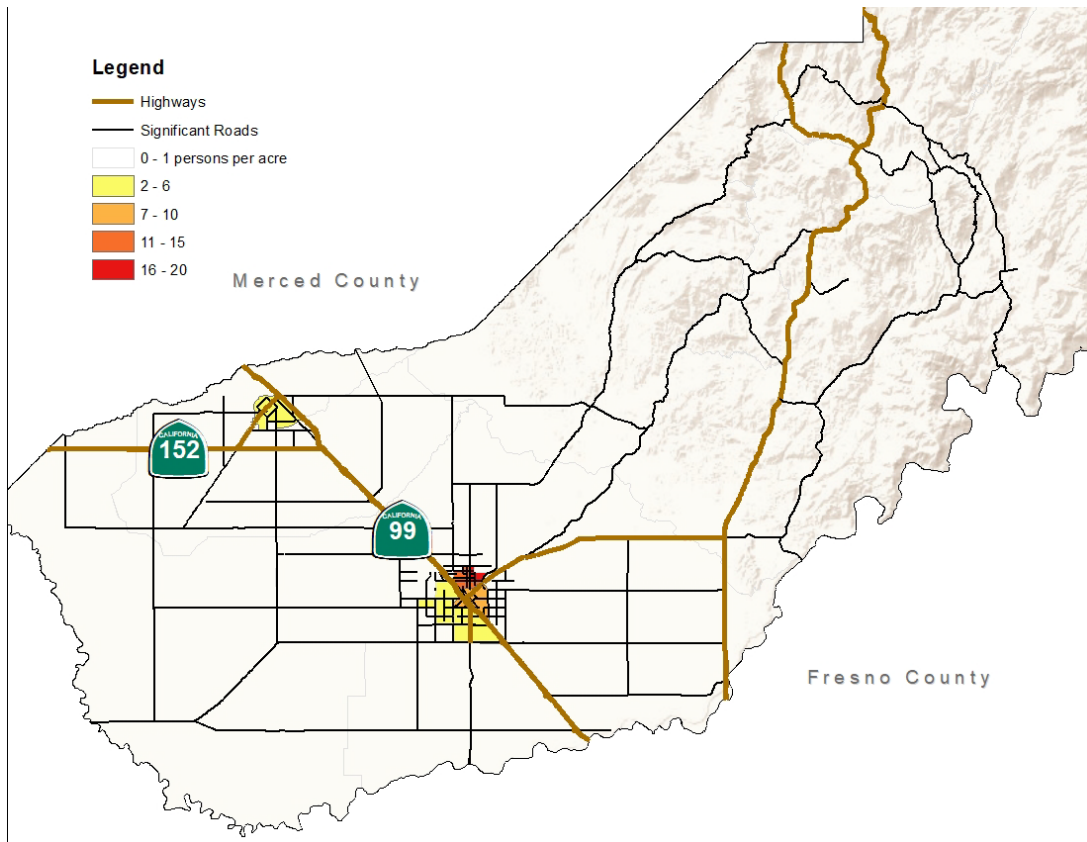 Legend
Highways
Significant Roads
0 - 1 persons per acre
2 - 6
7 - 10
11 - 15
16 - 20
Merced County
CALIFORNIA
152
CALIFORNIA
99
Fresno County